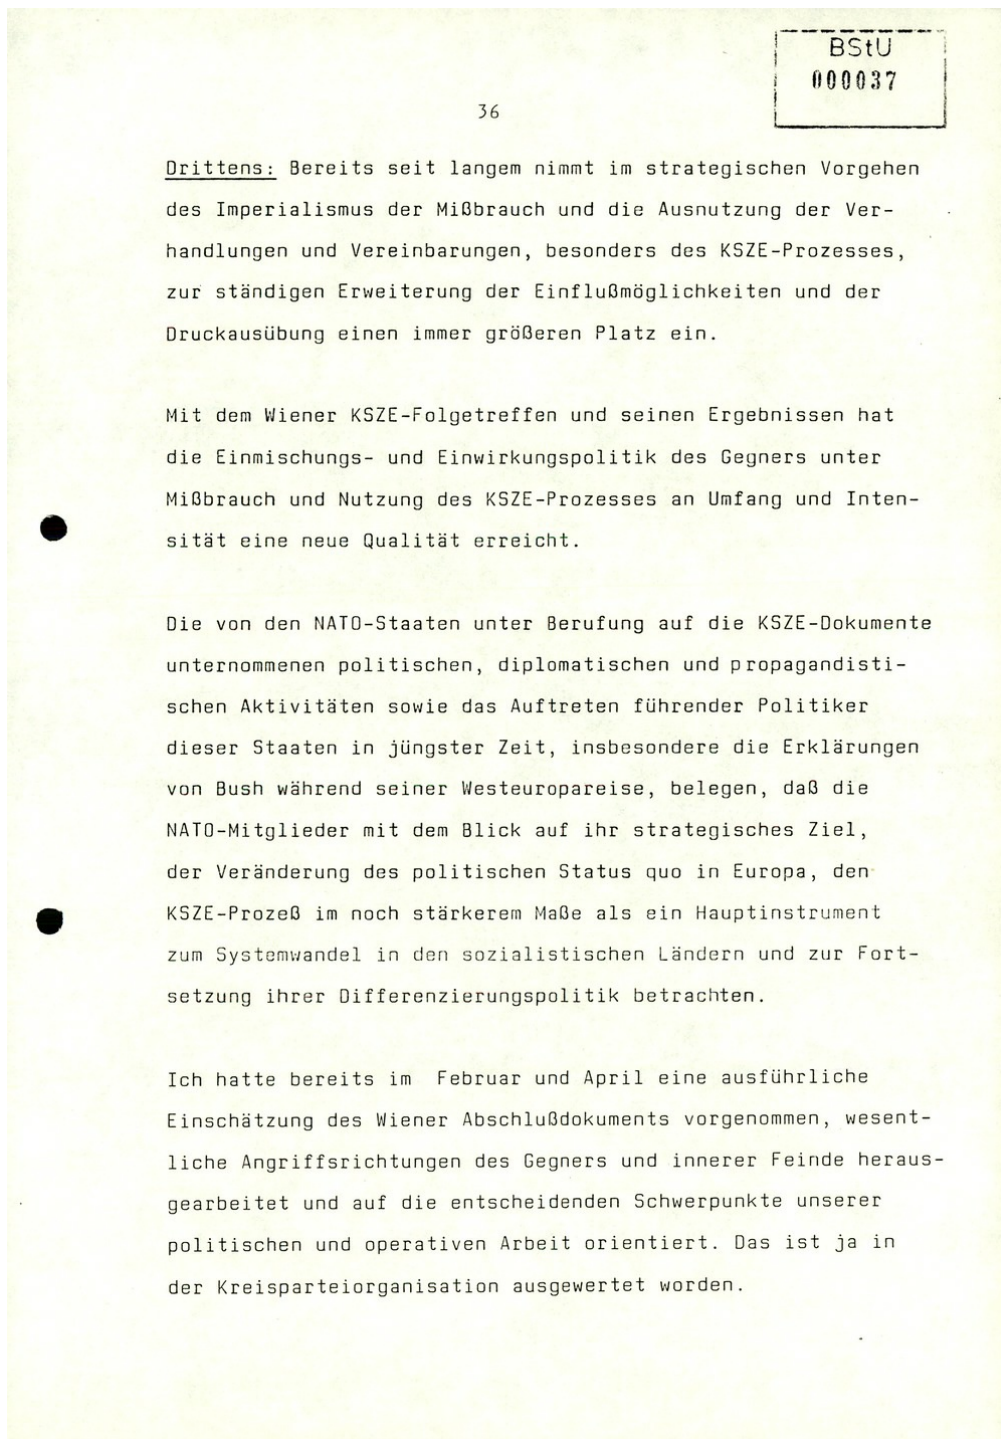 BStU
000037
36
Drittens: Bereits seit langem nimmt im strategischen Vorgehen
des Imperialismus der Mißbrauch und die Ausnutzung der Ver-
handlungen und Vereinbarungen, besonders des KSZE-Prozesses,
zur ständigen Erweiterung der Einflußmöglichkeiten und der
Druckausübung einen immer größeren Platz ein.
Mit dem Wiener KSZE-Folgetreffen und seinen Ergebnissen hat
die Einmischungs- und Einwirkungspolitik des Gegners unter
Mißbrauch und Nutzung des KSZE-Prozesses an Umfang und Inten-
sität eine neue Qualität erreicht.
Die von den NATO-Staaten unter Berufung auf die KSZE-Dokumente
unternommenen politischen, diplomatischen und propagandisti-
schen Aktivitäten sowie das Auftreten führender Politiker
dieser Staaten in jüngster Zeit, insbesondere die Erklärungen
von Bush während seiner Westeuropareise, belegen, daß die
NATO-Mitglieder mit dem Blick auf ihr strategisches Ziel,
der Veränderung des politischen Status quo in Europa, den
KSZE-Prozeß im noch stärkerem Maße als ein Hauptinstrument
zum Systemwandel in den sozialistischen Ländern und zur Fort-
setzung ihrer Differenzierungspolitik betrachten.
Ich hatte bereits im Februar und April eine ausführliche
Einschätzung des Wiener Abschlußdokuments vorgenommen, wesent-
liche Angriffsrichtungen des Gegners und innerer Feinde heraus-
gearbeitet und auf die entscheidenden Schwerpunkte unserer
politischen und operativen Arbeit orientiert. Das ist ja in
der Kreisparteiorganisation ausgewertet worden.